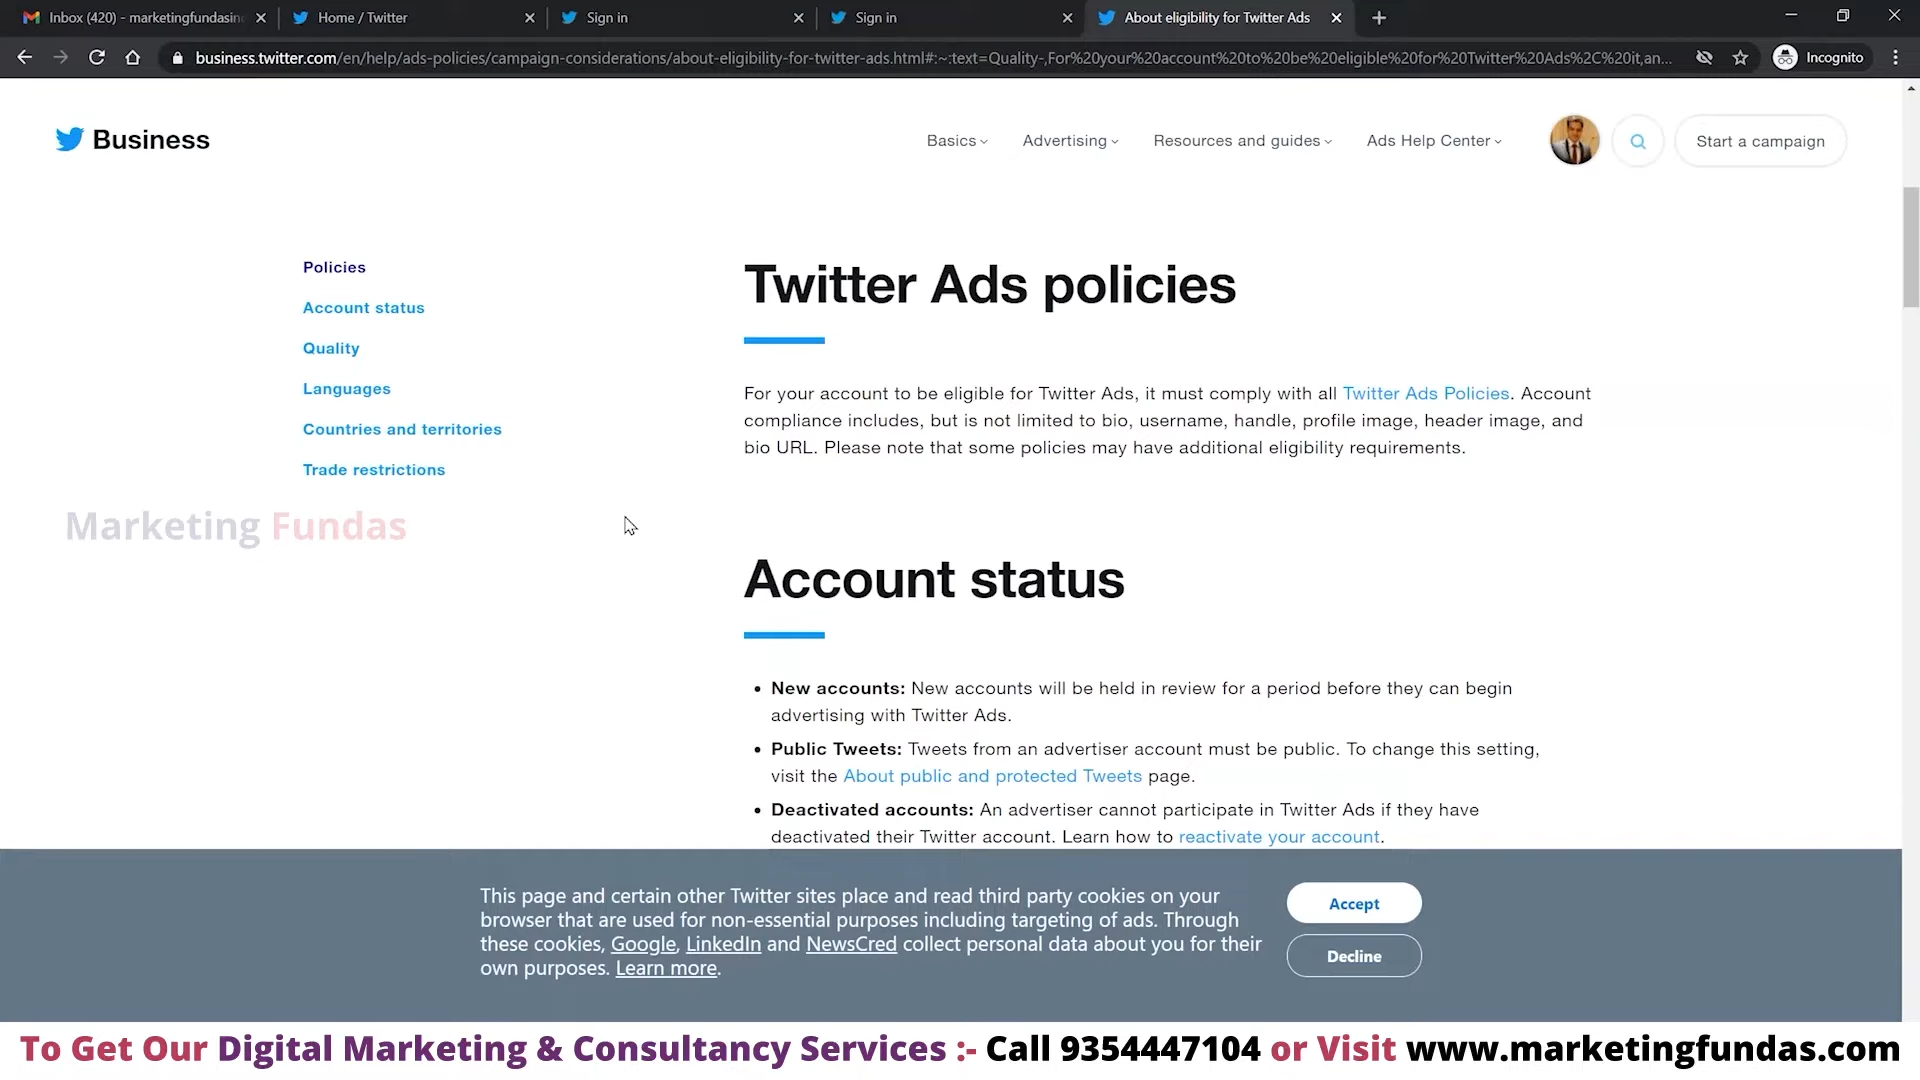 Inbox (420) - marketingfundasin
Home / Twitter
Sign in
Sign in
About eligibility for Twitter Ads
business.twitter.com/en/help/ads-policies/campaign-considerations/about-eligibility-for-twitter-ads.html#:~:text=Quality-,For%20your%20account%20to%20be%20eligible%20for%20Twitter%20Ads%2C%20it,an...
Incognito
Business
Basics
Advertising
Resources and guides
Ads Help Center
Start a campaign
Policies
Account status
Quality
Languages
Countries and territories
Trade restrictions
Marketing Fundas
Twitter Ads policies
For your account to be eligible for Twitter Ads, it must comply with all Twitter Ads Policies. Account
compliance includes, but is not limited to bio, username, handle, profile image, header image, and
bio URL. Please note that some policies may have additional eligibility requirements.
Account status
• New accounts: New accounts will be held in review for a period before they can begin
advertising with Twitter Ads.
• Public Tweets: Tweets from an advertiser account must be public. To change this setting,
visit the About public and protected Tweets page.
• Deactivated accounts: An advertiser cannot participate in Twitter Ads if they have
deactivated their Twitter account. Learn how to reactivate your account.
This page and certain other Twitter sites place and read third party cookies on your
browser that are used for non-essential purposes including targeting of ads. Through
these cookies, Google, LinkedIn and NewsCred collect personal data about you for their
own purposes. Learn more.
Accept
Decline
To Get Our Digital Marketing & Consultancy Services :- Call 9354447104 or Visit www.marketingfundas.com